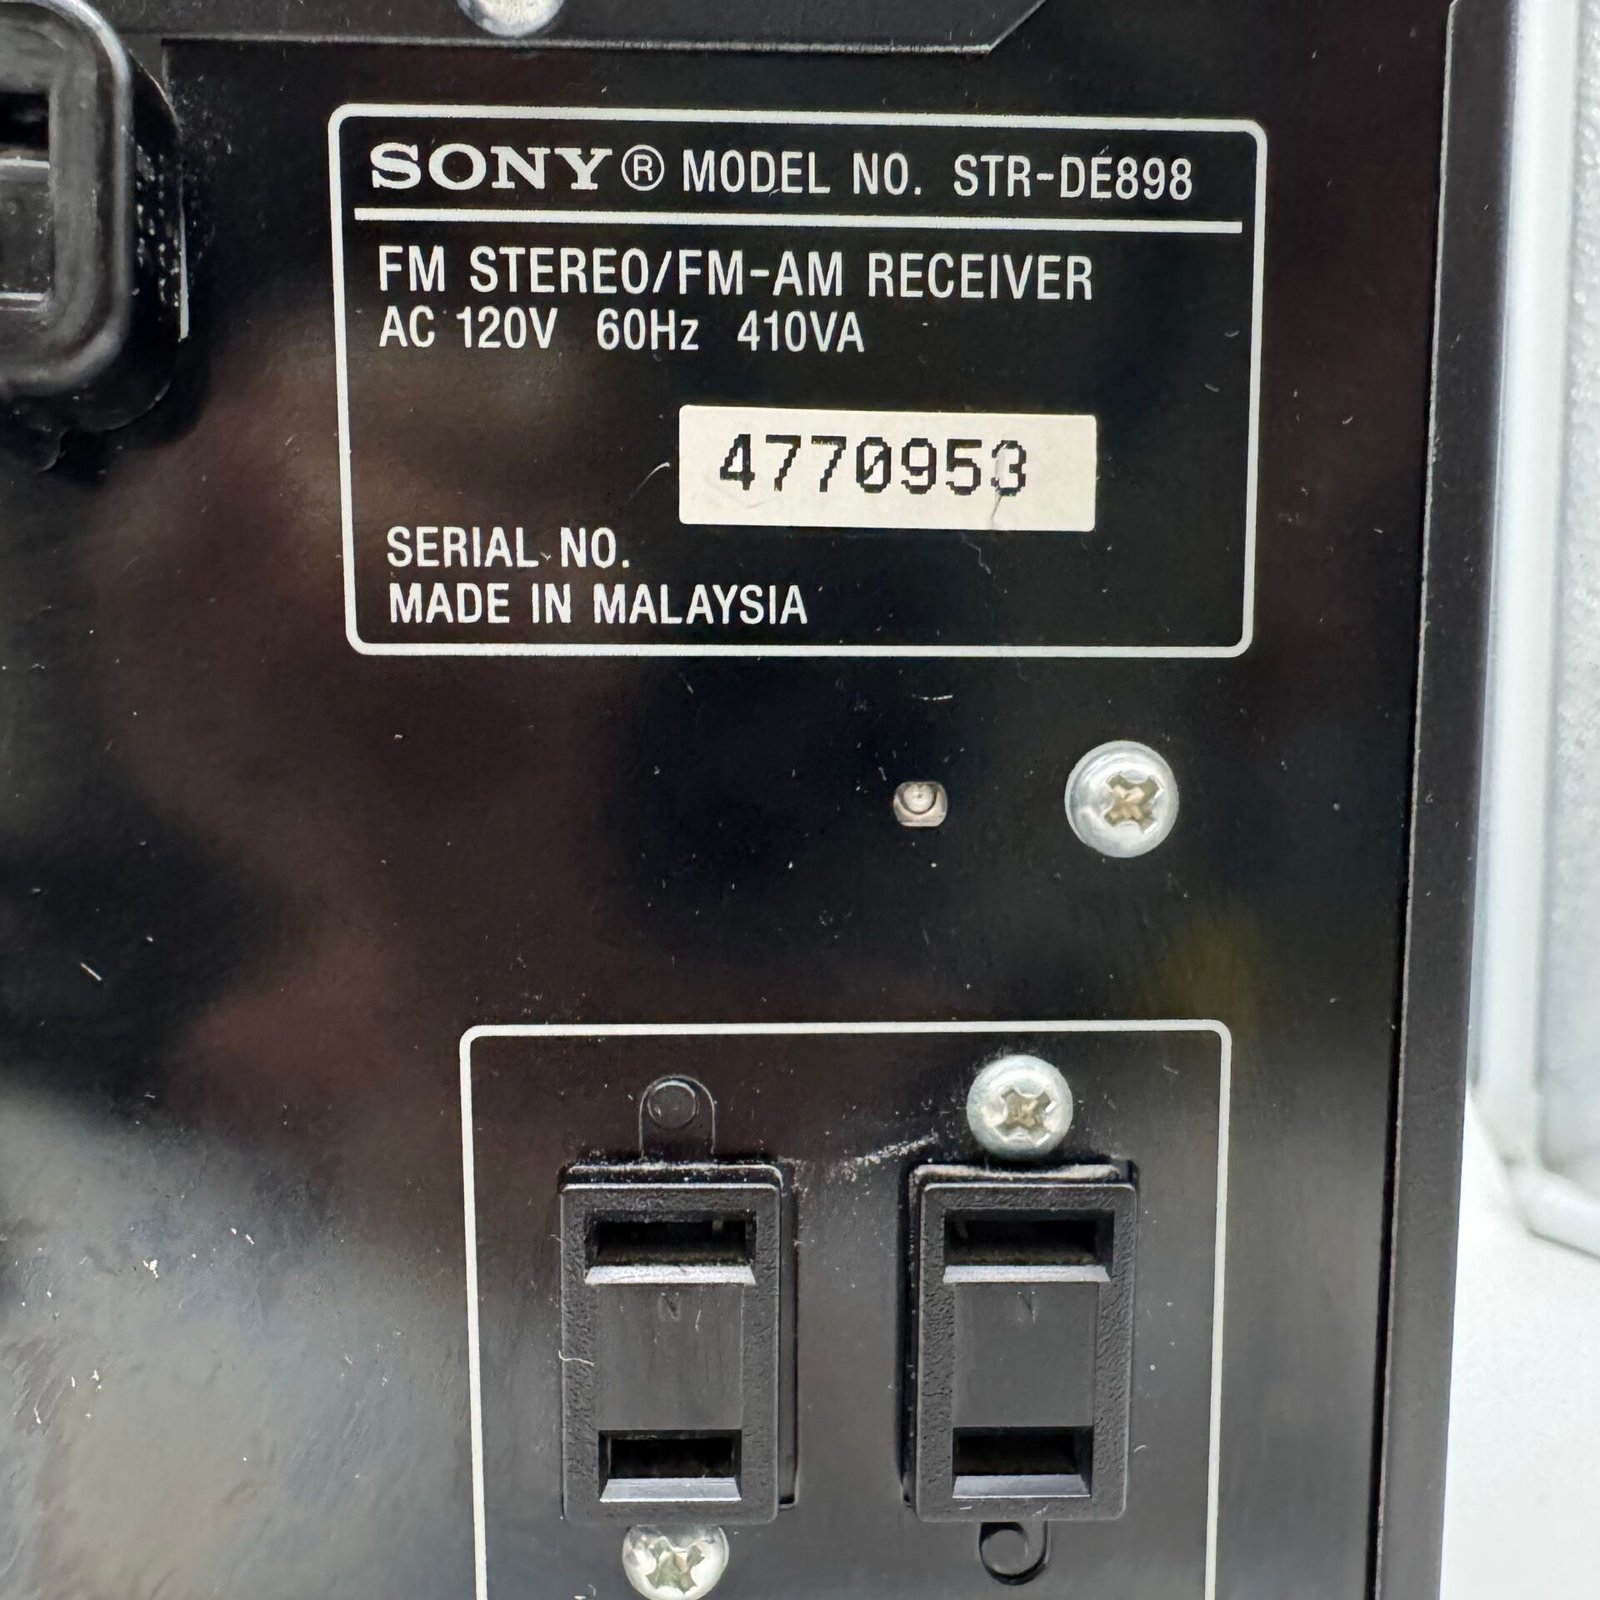 SONY® MODEL NO. STR-DE898
FM STEREO/FM-AM RECEIVER
AC 120V 60Hz 410VA
4770953
SERIAL NO.
MADE IN MALAYSIA
N N